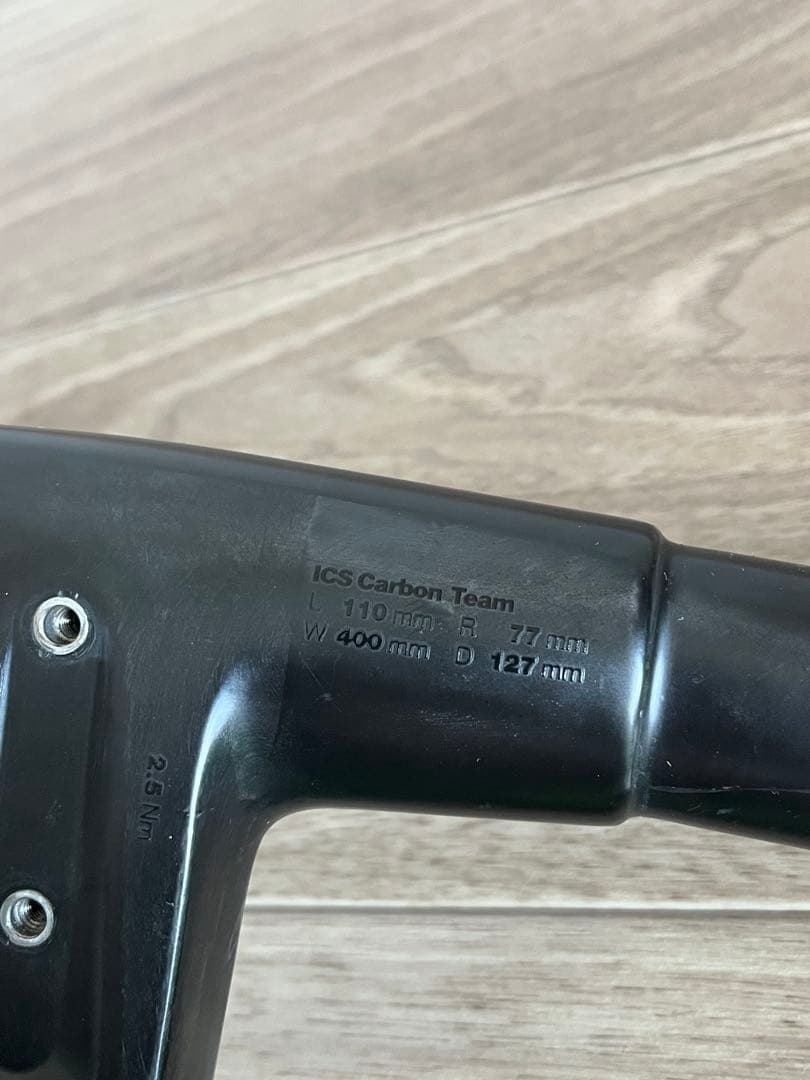 ICS Carbon Team
L 110 mm R 77 mm
W 400 mm D 127 mm
2.5 Nm